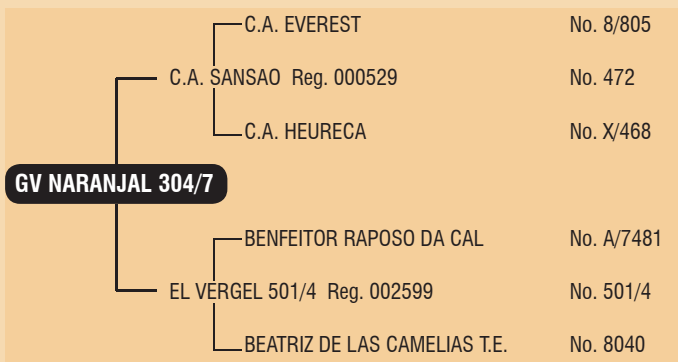 C.A. EVEREST No. 8/805
C.A. SANSAO Reg. 000529 No. 472
C.A. HEURECA No. X/468
GV NARANJAL 304/7
BENFEITOR RAPOSO DA CAL No. A/7481
EL VERGEL 501/4 Reg. 002599 No. 501/4
BEATRIZ DE LAS CAMELIAS T.E. No. 8040